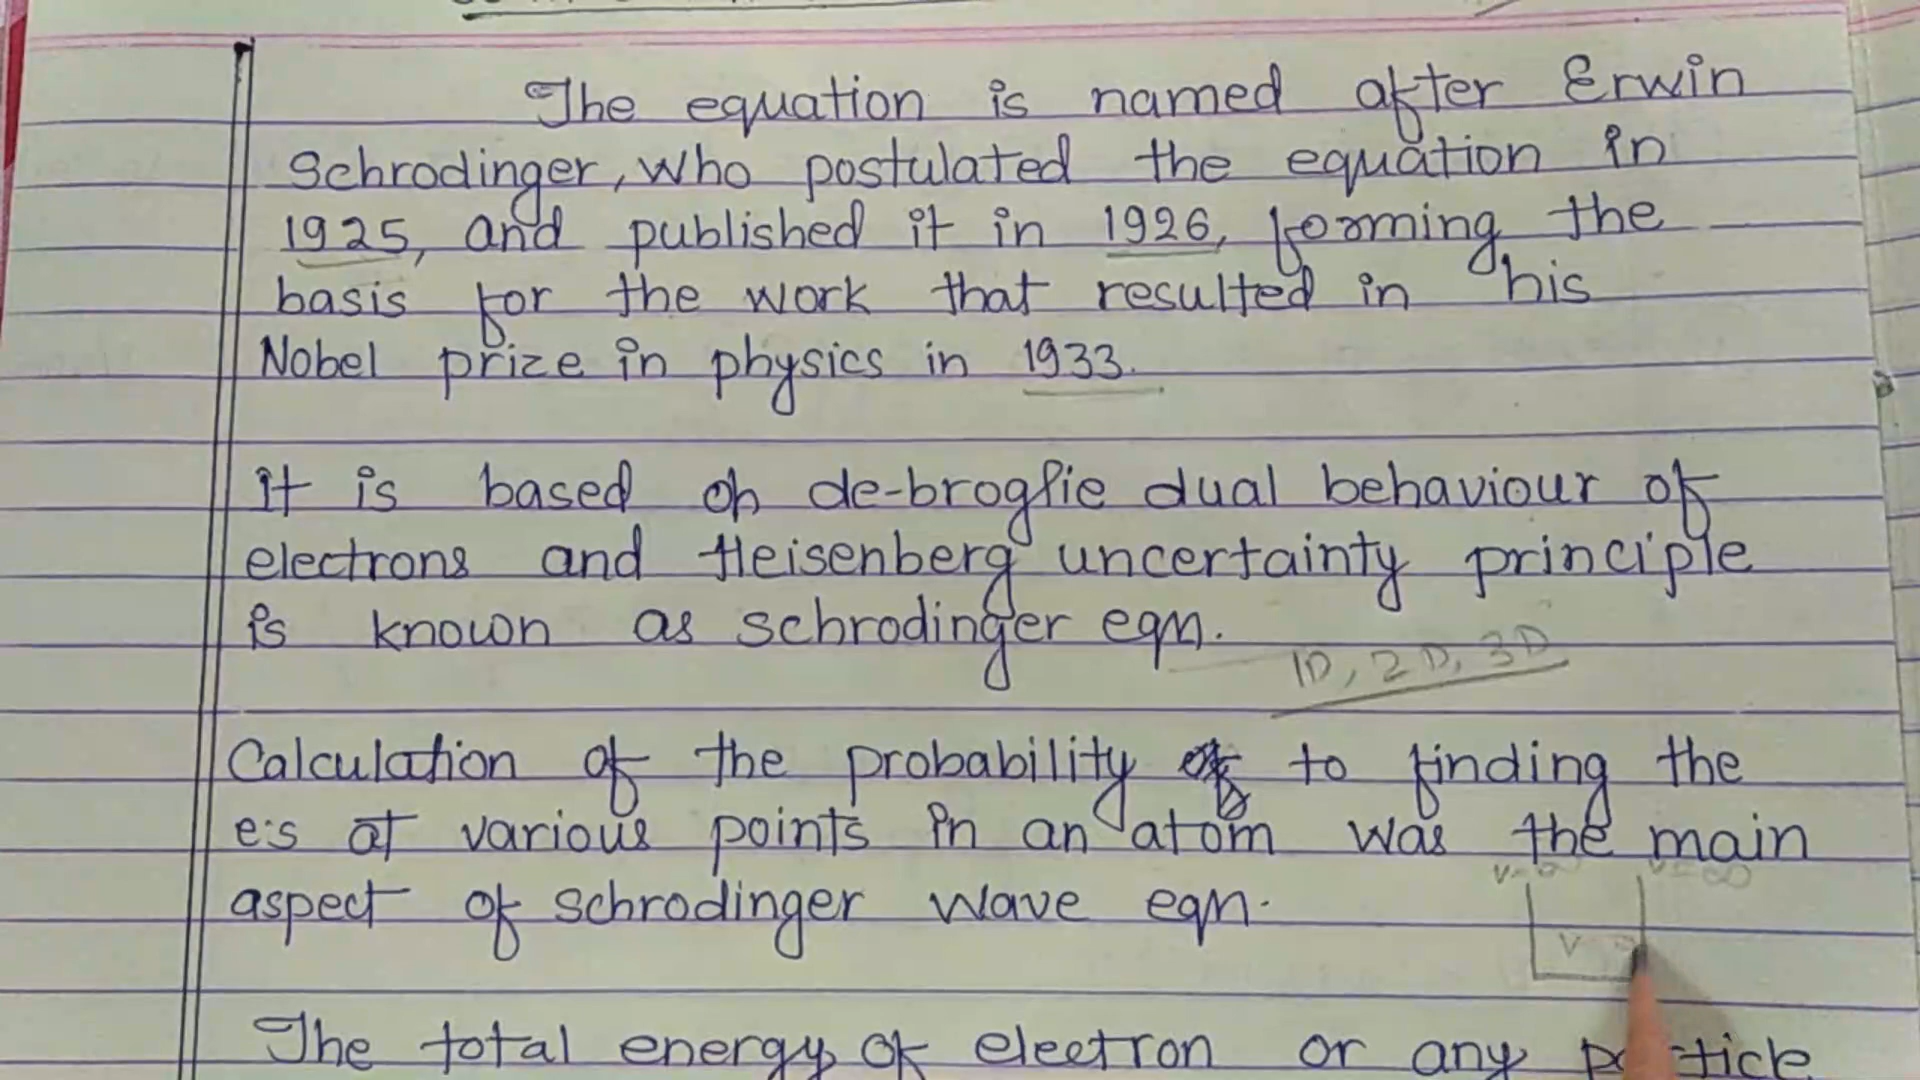 The equation is named after Erwin
Schrodinger, who postulated the equation in
1925, and published it in 1926, forming the
basis for the work that resulted in his
Nobel prize in physics in 1933.
it is based on de-broglie dual behaviour of
electrons and Heisenberg uncertainty principle
is known as schrodinger eqn.
1D, 2D, 3D
Calculation of the probability to finding the
e:s at various points in an atom was the main
aspect of schrodinger wave eqn.
V=∞
V
The total energy of electron or any particle